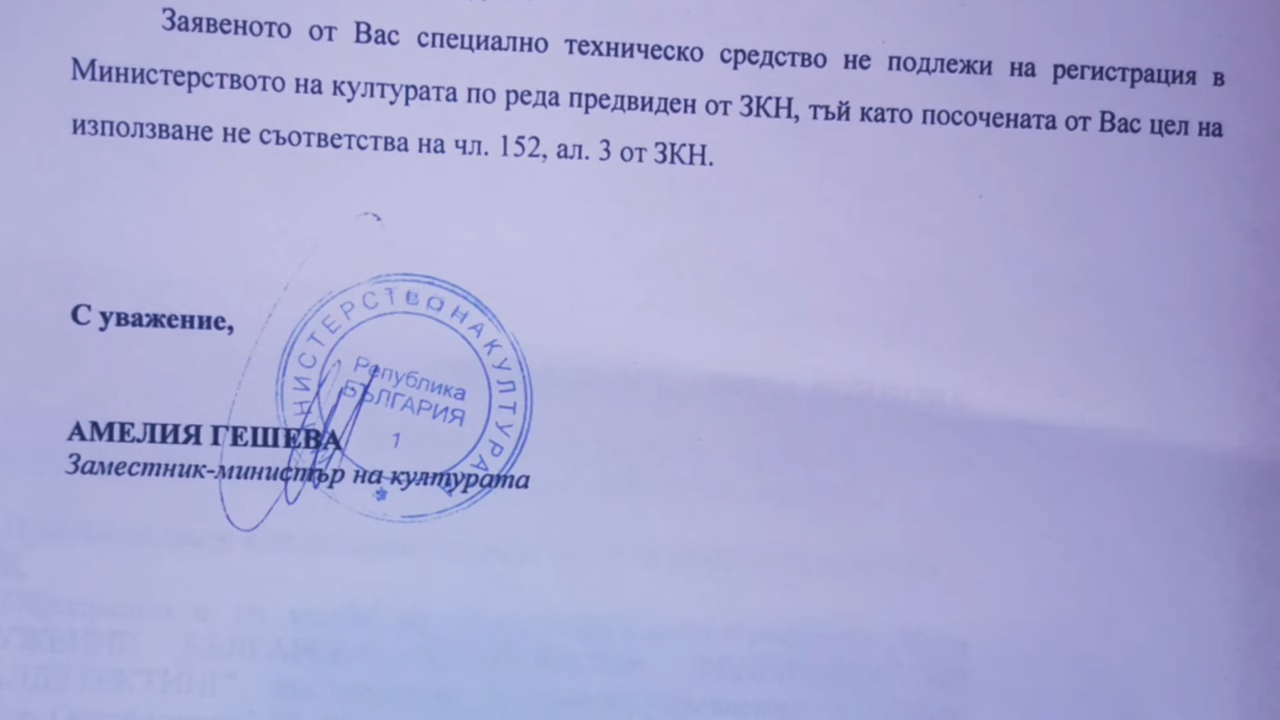 Заявеното от Вас специално техническо средство не подлежи на регистрация в
Министерството на културата по реда предвиден от ЗКН, тъй като посочената от Вас цел на
използване не съответства на чл. 152, ал. 3 от ЗКН.
С уважение,
МИНИСТЕРСТВО НА КУЛТУРАТА
Република
БЪЛГАРИЯ
1
АМЕЛИЯ ГЕШЕВА
Заместник-министър на културата